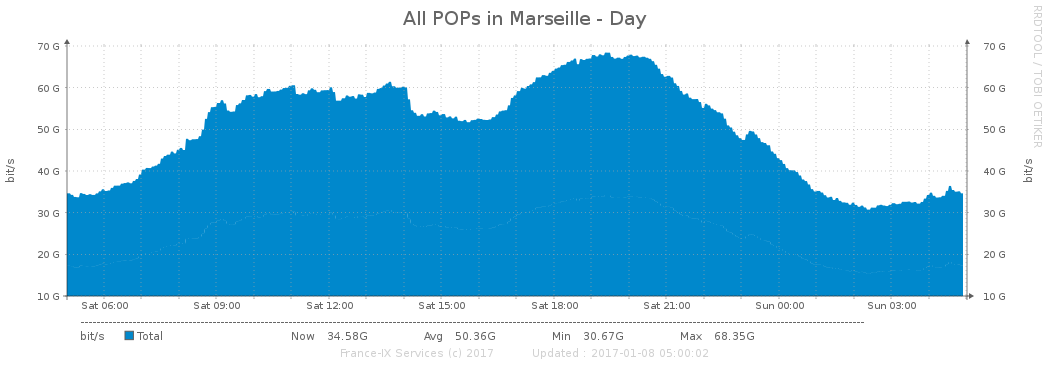 All POPs in Marseille - Day
RRDTOOL / TOBI OETIKER
bit/s
bit/s
70 G 70 G
60 G 60 G
50 G 50 G
40 G 40 G
30 G 30 G
20 G 20 G
10 G 10 G
Sat 06:00 Sat 09:00 Sat 12:00 Sat 15:00 Sat 18:00 Sat 21:00 Sun 00:00 Sun 03:00
bit/s Total Now 34.58G Avg 50.36G Min 30.67G Max 68.35G
France-IX Services (c) 2017 Updated : 2017-01-08 05:00:02